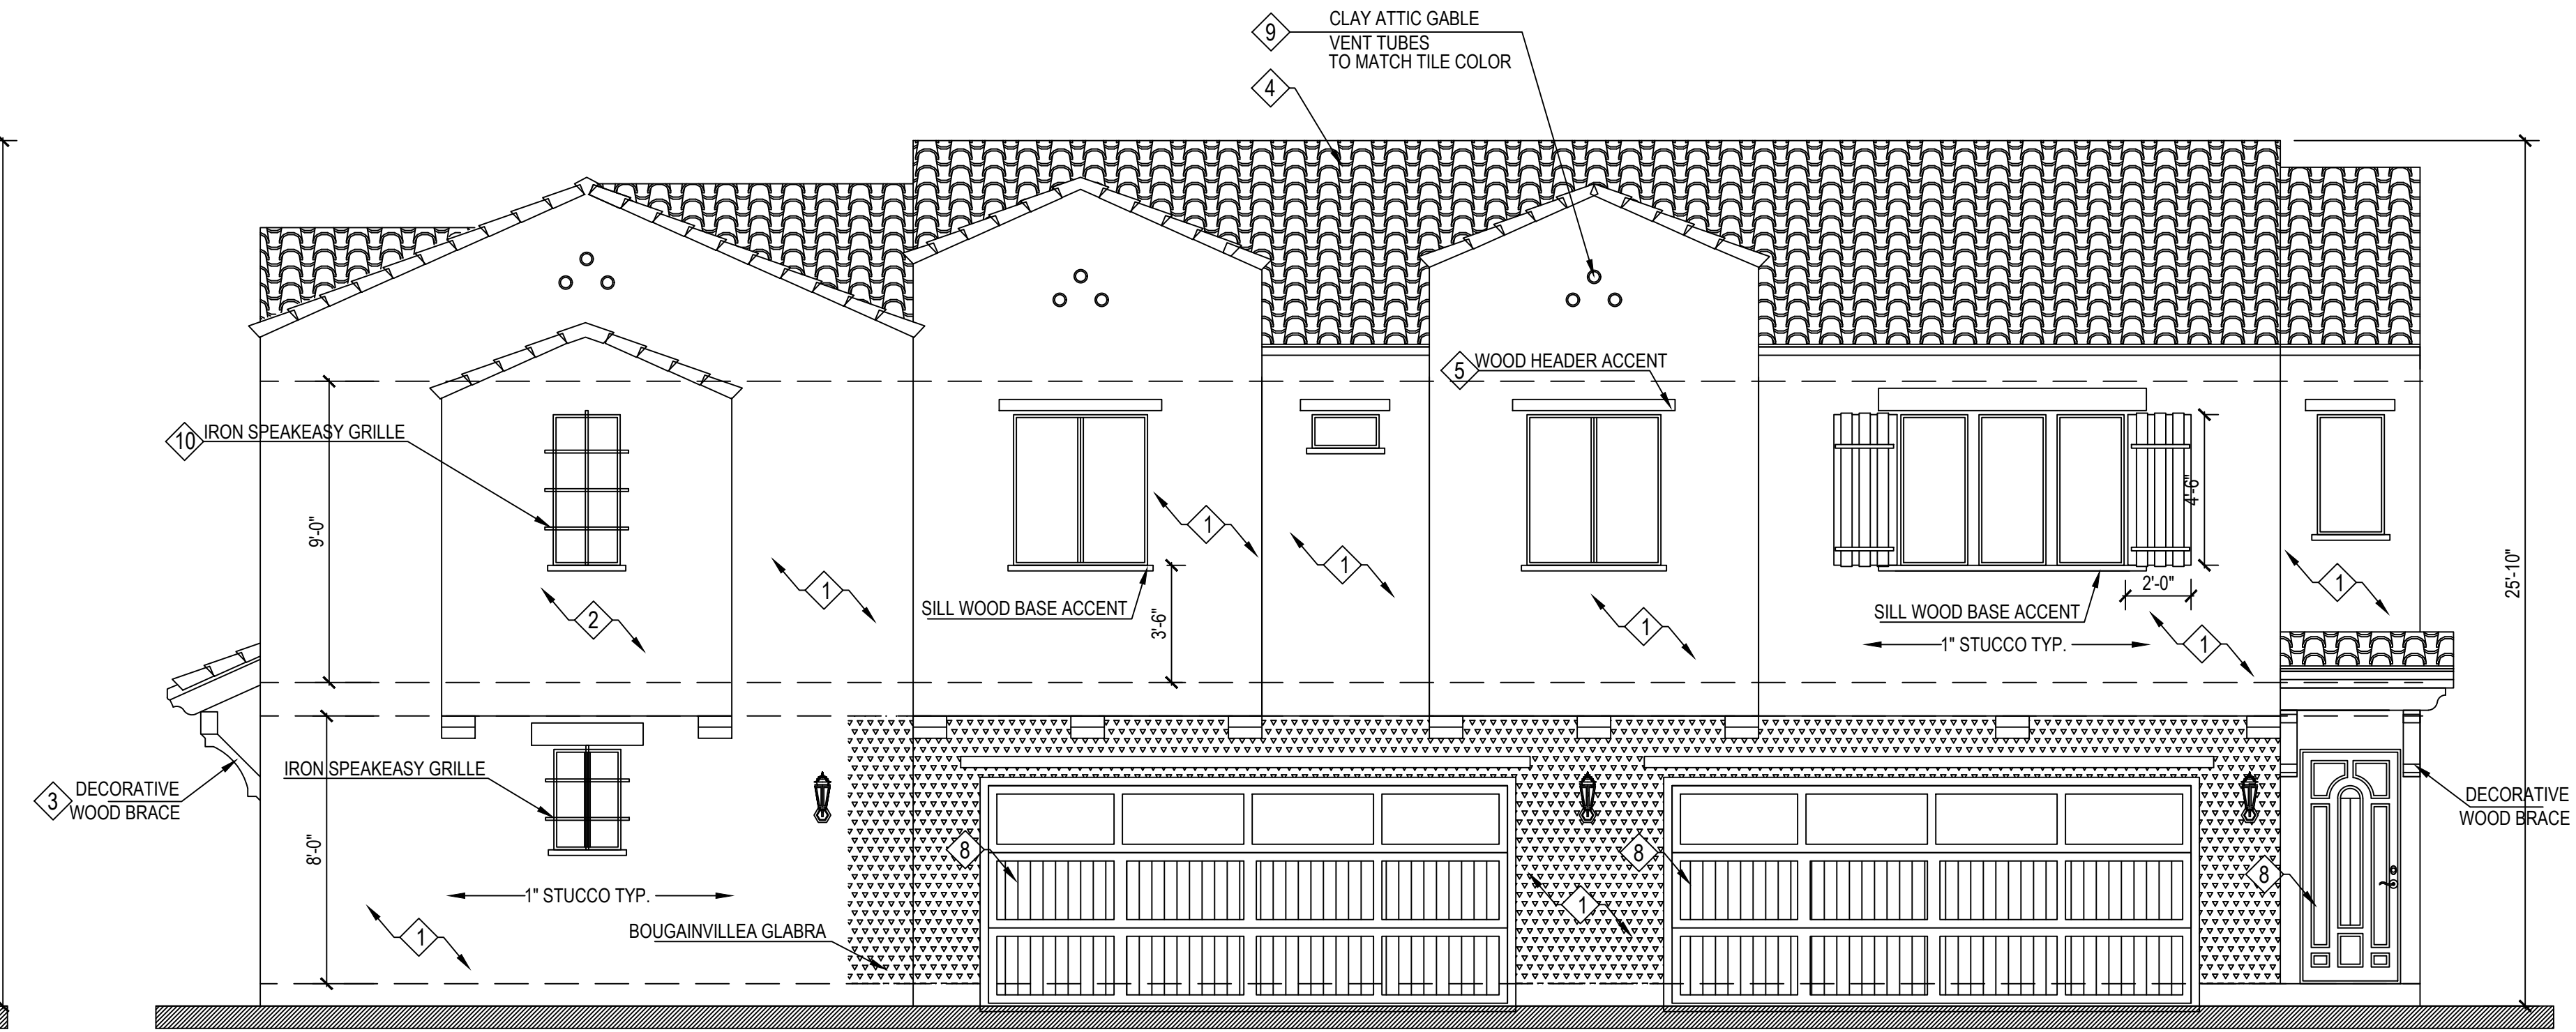 9
CLAY ATTIC GABLE
VENT TUBES
TO MATCH TILE COLOR
4
5
WOOD HEADER ACCENT
10
IRON SPEAKEASY GRILLE
9'-0"
4'-6"
1
1
1
1
1
1
2
25'-10"
2'-0"
SILL WOOD BASE ACCENT
3'-6"
SILL WOOD BASE ACCENT
1" STUCCO TYP.
IRON SPEAKEASY GRILLE
3
DECORATIVE
WOOD BRACE
DECORATIVE
WOOD BRACE
8'-0"
8
8
8
1" STUCCO TYP.
1
BOUGAINVILLEA GLABRA
1